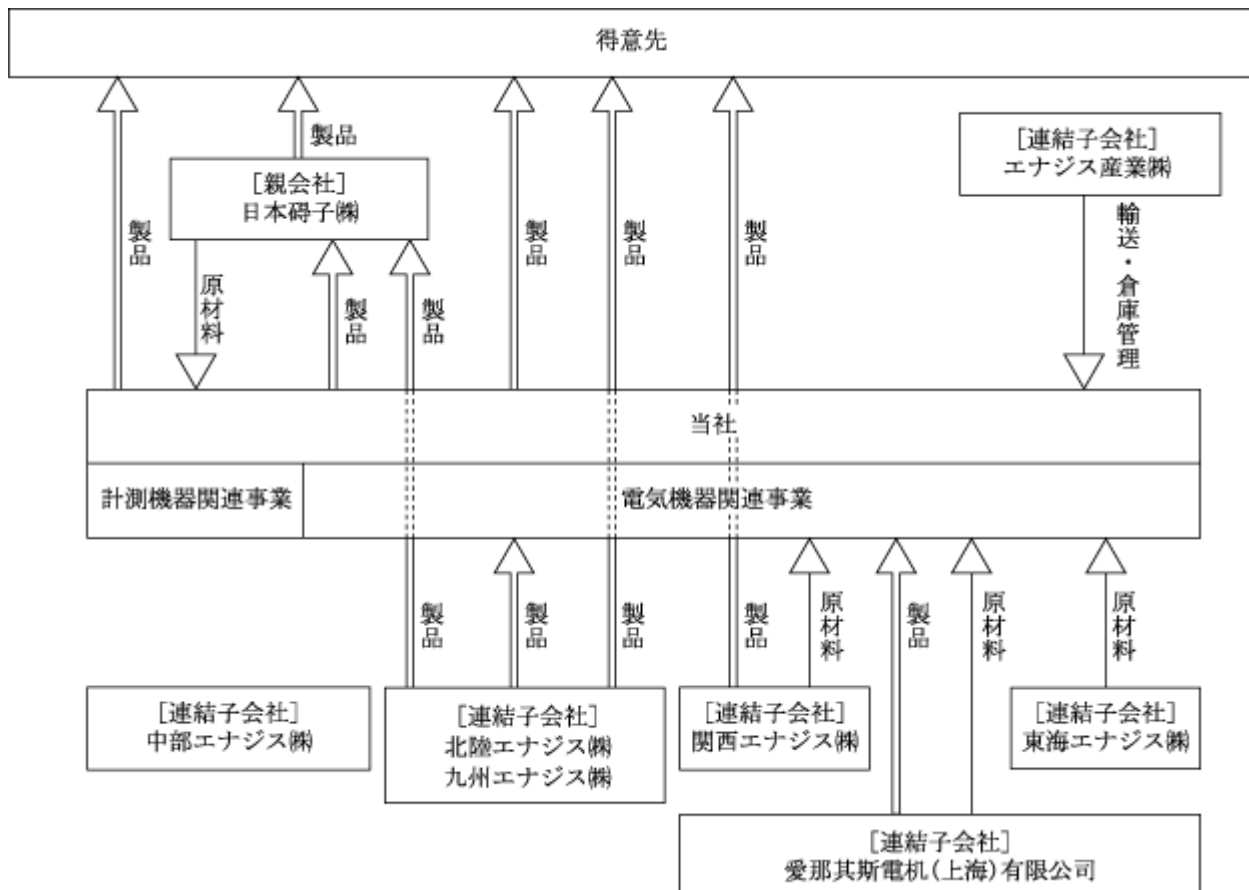 得意先
製品
[連結子会社]
エナジス産業㈱
[親会社]
日本碍子㈱
製品
原材料
製品
製品
製品
製品
製品
輸送・倉庫管理
当社
計測機器関連事業
電気機器関連事業
製品
製品
製品
製品
原材料
製品
原材料
原材料
[連結子会社]
中部エナジス㈱
[連結子会社]
北陸エナジス㈱
九州エナジス㈱
[連結子会社]
関西エナジス㈱
[連結子会社]
東海エナジス㈱
[連結子会社]
愛那其斯電机(上海)有限公司